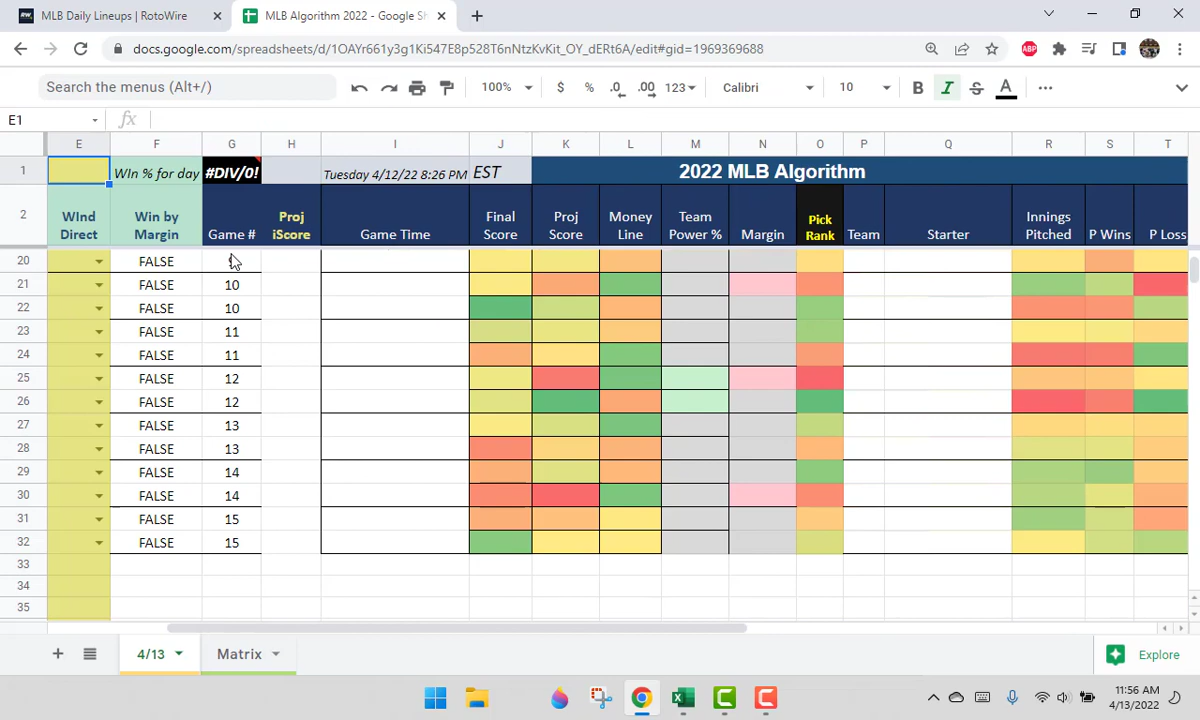 MLB Daily Lineups | RotoWire
MLB Algorithm 2022 - Google Sh
docs.google.com/spreadsheets/d/1OAYr661y3g1Ki547E8p528T6nNtzKvKit_OY_dERt6A/edit#gid=1969369688
ABP
Search the menus (Alt+/) 100% $ % .0 .00 123 Calibri 10 B I S A
E1 fx
E F G H I J K L M N O P Q R S T
1 WIn % for day #DIV/0! Tuesday 4/12/22 8:26 PM EST 2022 MLB Algorithm
2 WInd Direct Win by Margin Game # Proj iScore Game Time Final Score Proj Score Money Line Team Power % Margin Pick Rank Team Starter Innings Pitched P Wins P Loss
20 FALSE
21 FALSE 10
22 FALSE 10
23 FALSE 11
24 FALSE 11
25 FALSE 12
26 FALSE 12
27 FALSE 13
28 FALSE 13
29 FALSE 14
30 FALSE 14
31 FALSE 15
32 FALSE 15
33
34
35
4/13 Matrix Explore
11:56 AM
4/13/2022